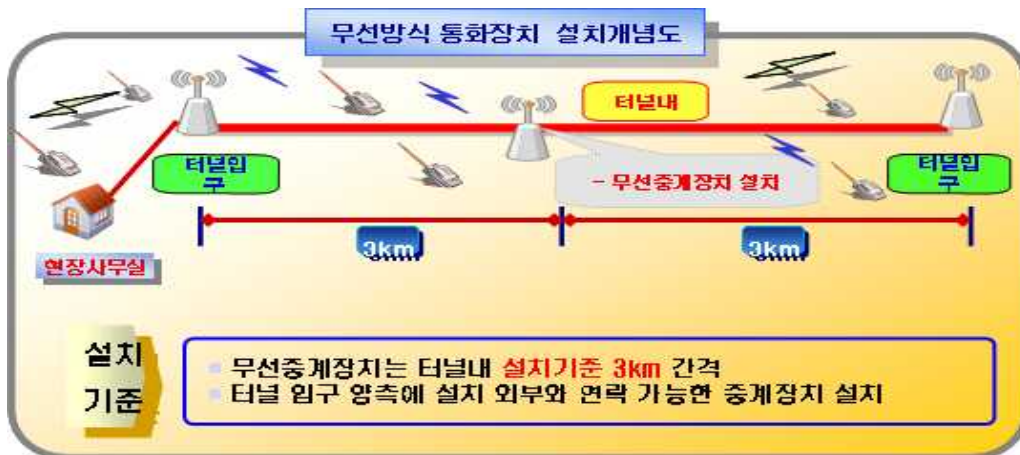 무선방식 통화장치 설치개념도
터널내
터널입
구
- 무선중계장치 설치
터널입
구
3km
3km
현장사무실
설치
기준
무선중계장치는 터널내 설치기준 3km 간격
터널 입구 양측에 설치 외부와 연락 가능한 중계장치 설치